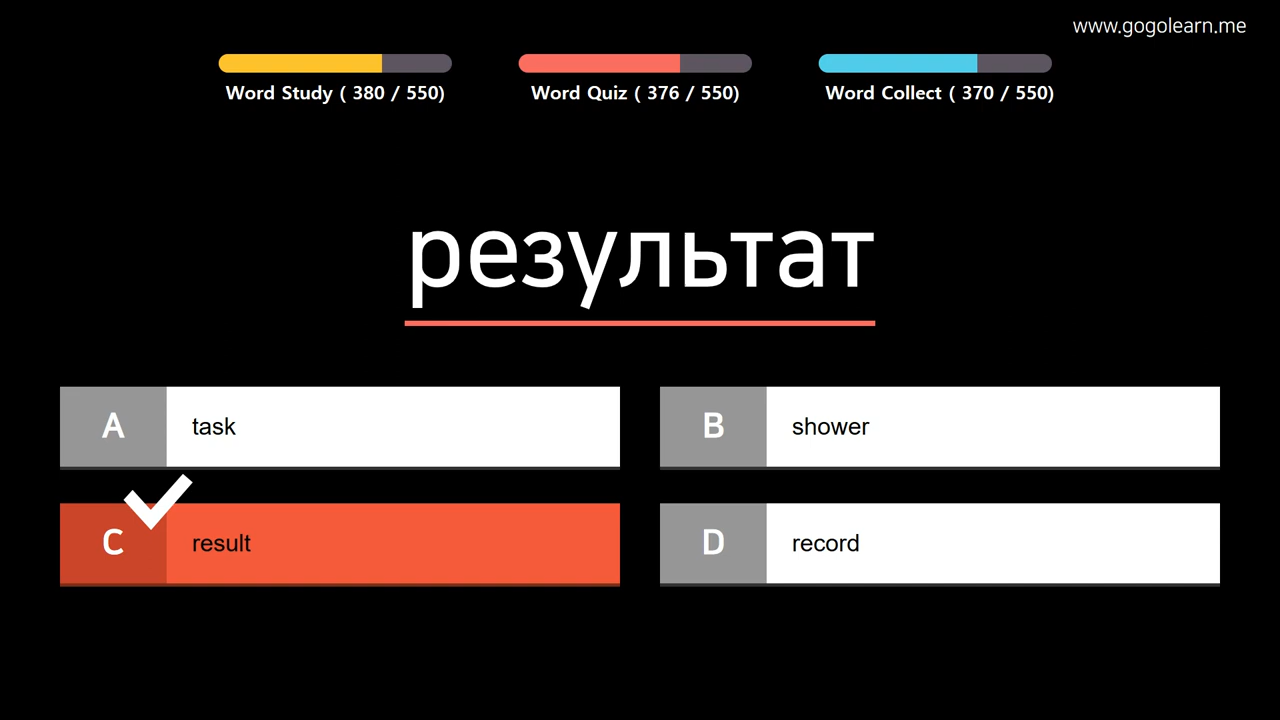 www.gogolearn.me
Word Study ( 380 / 550)
Word Quiz ( 376 / 550)
Word Collect ( 370 / 550)
результат
A task
B shower
C result
D record